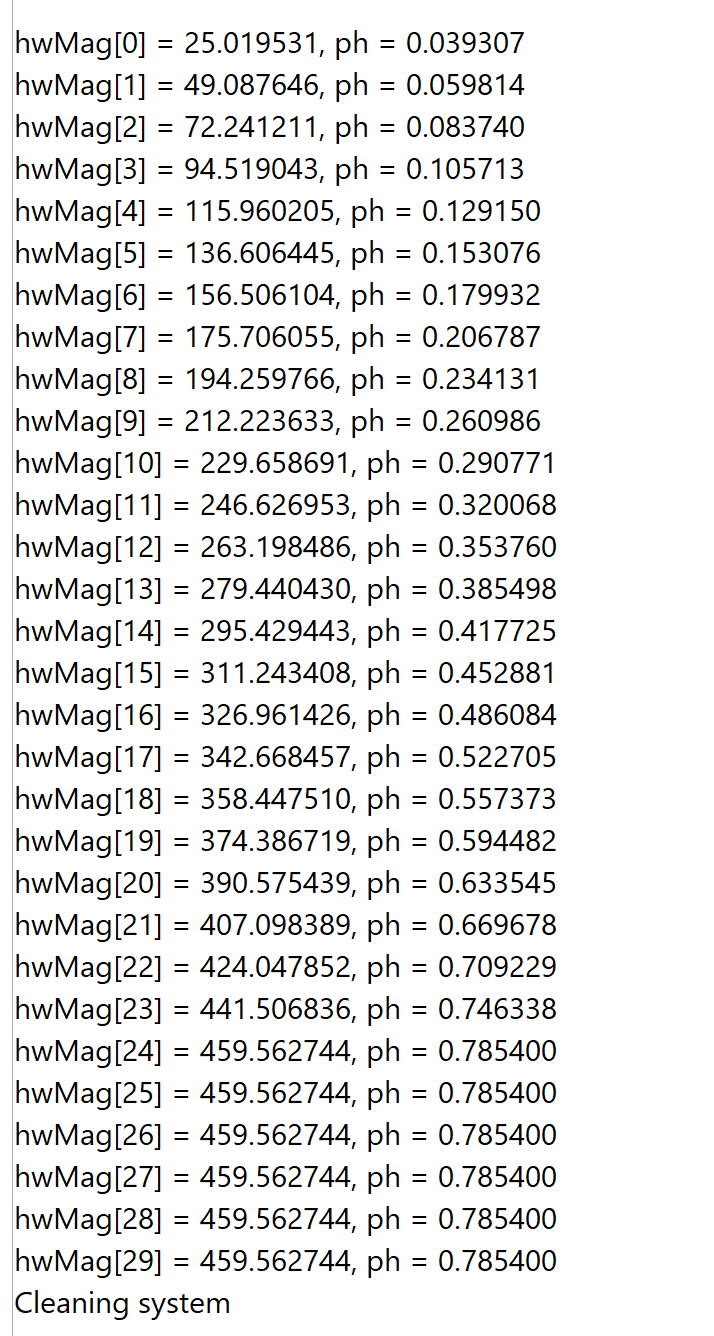 hwMag[0] = 25.019531, ph = 0.039307
hwMag[1] = 49.087646, ph = 0.059814
hwMag[2] = 72.241211, ph = 0.083740
hwMag[3] = 94.519043, ph = 0.105713
hwMag[4] = 115.960205, ph = 0.129150
hwMag[5] = 136.606445, ph = 0.153076
hwMag[6] = 156.506104, ph = 0.179932
hwMag[7] = 175.706055, ph = 0.206787
hwMag[8] = 194.259766, ph = 0.234131
hwMag[9] = 212.223633, ph = 0.260986
hwMag[10] = 229.658691, ph = 0.290771
hwMag[11] = 246.626953, ph = 0.320068
hwMag[12] = 263.198486, ph = 0.353760
hwMag[13] = 279.440430, ph = 0.385498
hwMag[14] = 295.429443, ph = 0.417725
hwMag[15] = 311.243408, ph = 0.452881
hwMag[16] = 326.961426, ph = 0.486084
hwMag[17] = 342.668457, ph = 0.522705
hwMag[18] = 358.447510, ph = 0.557373
hwMag[19] = 374.386719, ph = 0.594482
hwMag[20] = 390.575439, ph = 0.633545
hwMag[21] = 407.098389, ph = 0.669678
hwMag[22] = 424.047852, ph = 0.709229
hwMag[23] = 441.506836, ph = 0.746338
hwMag[24] = 459.562744, ph = 0.785400
hwMag[25] = 459.562744, ph = 0.785400
hwMag[26] = 459.562744, ph = 0.785400
hwMag[27] = 459.562744, ph = 0.785400
hwMag[28] = 459.562744, ph = 0.785400
hwMag[29] = 459.562744, ph = 0.785400
Cleaning system